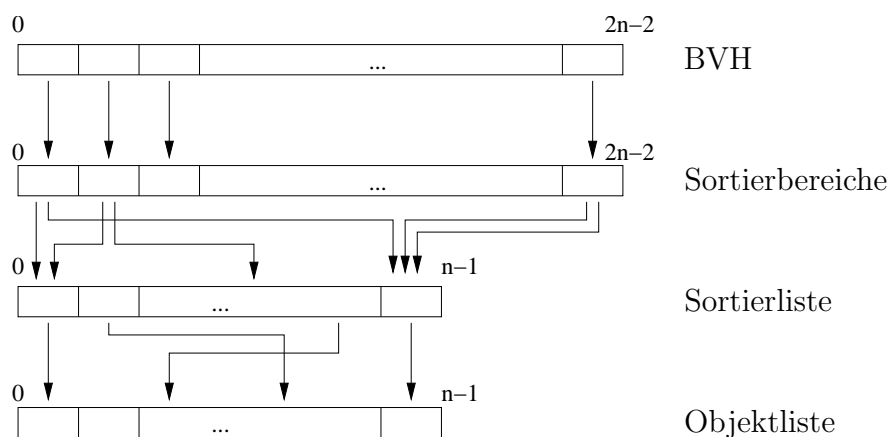 0 2n−2
... BVH
0 2n−2
... Sortierbereiche
0 n−1
... Sortierliste
0 n−1
... Objektliste